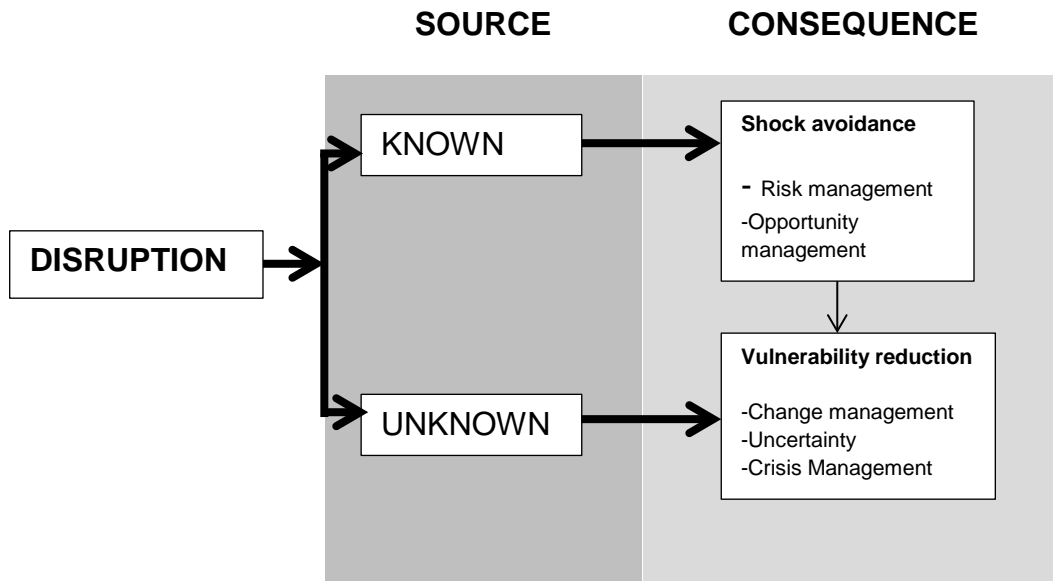 SOURCE
CONSEQUENCE
DISRUPTION
KNOWN
UNKNOWN
Shock avoidance
- Risk management
-Opportunity
management
Vulnerability reduction
-Change management
-Uncertainty
-Crisis Management